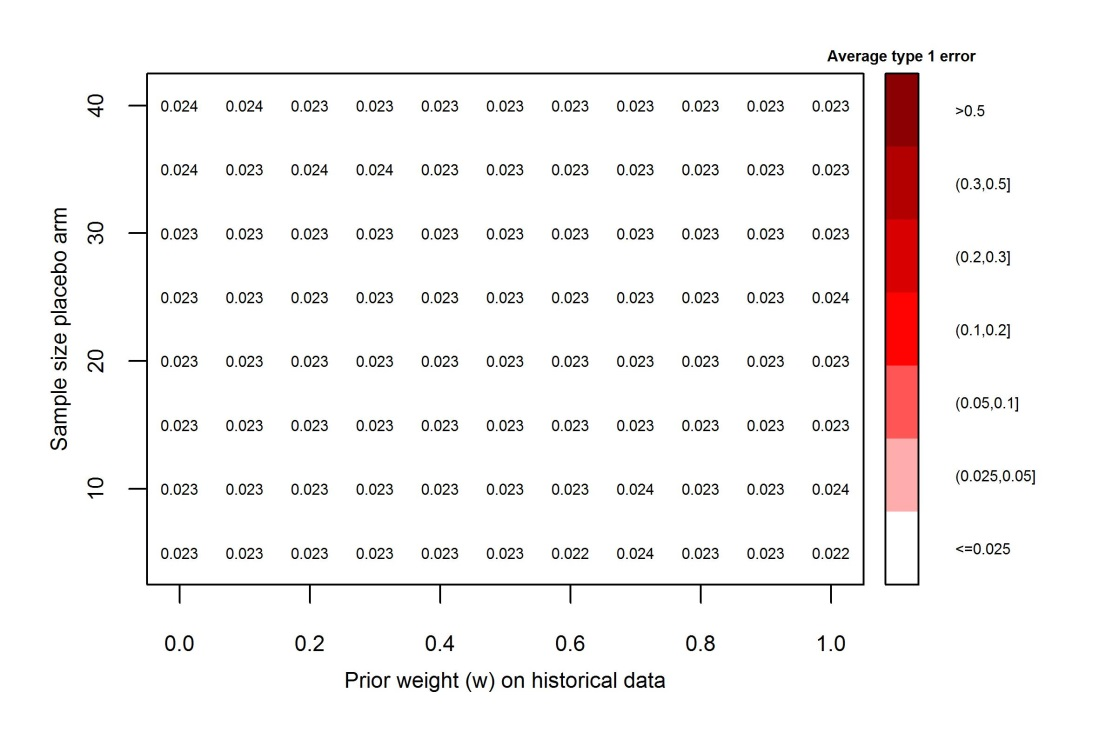 Average type 1 error
40 0.024 0.024 0.023 0.023 0.023 0.023 0.023 0.023 0.023 0.023 0.023 >0.5
0.024 0.023 0.024 0.024 0.023 0.023 0.023 0.023 0.023 0.023 0.023 (0.3,0.5]
30 0.023 0.023 0.023 0.023 0.023 0.023 0.023 0.023 0.023 0.023 0.023 (0.2,0.3]
0.023 0.023 0.023 0.023 0.023 0.023 0.023 0.023 0.023 0.023 0.024 (0.1,0.2]
20 0.023 0.023 0.023 0.023 0.023 0.023 0.023 0.023 0.023 0.023 0.023
0.023 0.023 0.023 0.023 0.023 0.023 0.023 0.023 0.023 0.023 0.023 (0.05,0.1]
10 0.023 0.023 0.023 0.023 0.023 0.023 0.023 0.024 0.023 0.023 0.024 (0.025,0.05]
0.023 0.023 0.023 0.023 0.023 0.023 0.022 0.024 0.023 0.023 0.022 <=0.025
Sample size placebo arm
0.0 0.2 0.4 0.6 0.8 1.0
Prior weight (w) on historical data